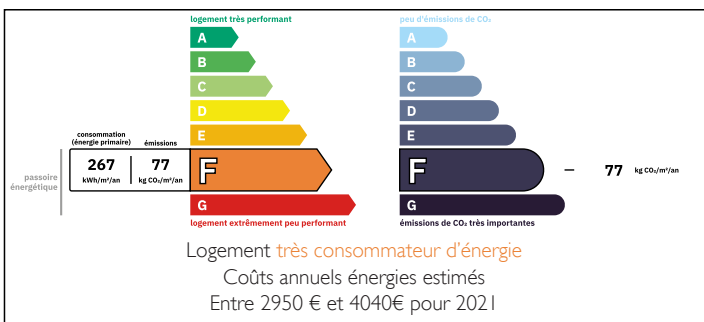 logement très performant
A
B
C
D
E
consommation
(énergie primaire)
émissions
passoire
énergétique
267
77
kWh/m²/an
kg CO₂/m²/an
F
G
logement extrêmement peu performant
peu d'émissions de CO₂
A
B
C
D
E
F
77 kg CO₂/m²/an
G
émissions de CO₂ très importantes
Logement très consommateur d'énergie
Coûts annuels énergies estimés
Entre 2950 € et 4040€ pour 2021